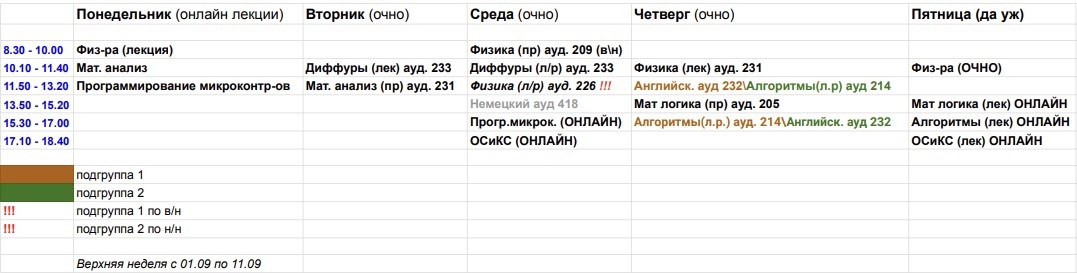 Понедельник (онлайн лекции) Вторник (очно) Среда (очно) Четверг (очно) Пятница (да уж)
8.30 - 10.00 Физ-ра (лекция) Физика (пр) ауд. 209 (в\н)
10.10 - 11.40 Мат. анализ Диффуры (лек) ауд. 233 Диффуры (л/р) ауд. 233 Физика (лек) ауд. 231 Физ-ра (ОЧНО)
11.50 - 13.20 Программирование микроконтр-ов Мат. анализ (пр) ауд. 231 Физика (л/р) ауд. 226 !!! Английск. ауд 232\Алгоритмы(л.р) ауд 214
13.50 - 15.20 Немецкий ауд 418 Мат логика (пр) ауд. 205 Мат логика (лек) ОНЛАЙН
15.30 - 17.00 Прогр.микрок. (ОНЛАЙН) Алгоритмы(л.р.) ауд. 214\Английск. ауд 232 Алгоритмы (лек) ОНЛАЙН
17.10 - 18.40 ОСиКС (ОНЛАЙН) ОСиКС (лек) ОНЛАЙН
подгруппа 1
подгруппа 2
!!! подгруппа 1 по в/н
!!! подгруппа 2 по н/н
Верхняя неделя с 01.09 по 11.09